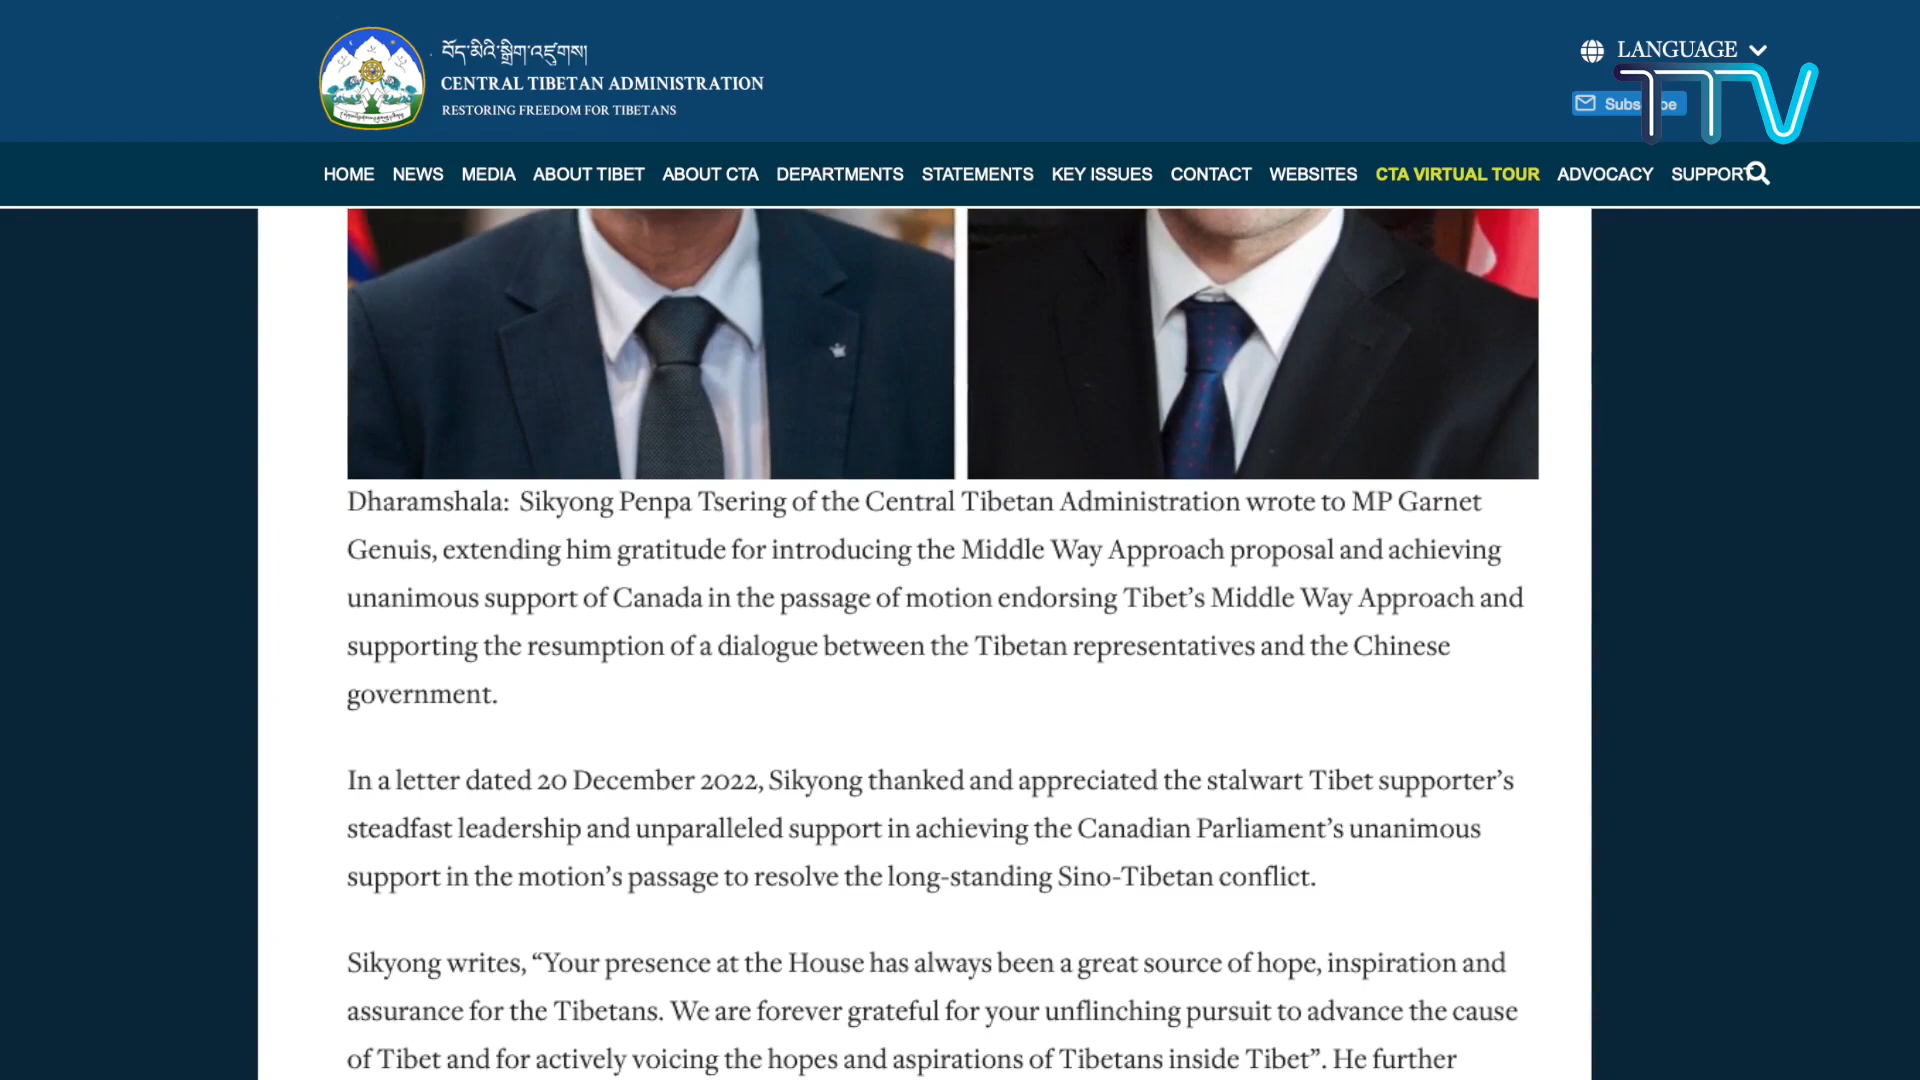 བོད་མིའི་སྒྲིག་འཛུགས།
CENTRAL TIBETAN ADMINISTRATION
RESTORING FREEDOM FOR TIBETANS
LANGUAGE
TTV
HOME NEWS MEDIA ABOUT TIBET ABOUT CTA DEPARTMENTS STATEMENTS KEY ISSUES CONTACT WEBSITES CTA VIRTUAL TOUR ADVOCACY SUPPORT
Dharamshala: Sikyong Penpa Tsering of the Central Tibetan Administration wrote to MP Garnet
Genuis, extending him gratitude for introducing the Middle Way Approach proposal and achieving
unanimous support of Canada in the passage of motion endorsing Tibet’s Middle Way Approach and
supporting the resumption of a dialogue between the Tibetan representatives and the Chinese
government.
In a letter dated 20 December 2022, Sikyong thanked and appreciated the stalwart Tibet supporter’s
steadfast leadership and unparalleled support in achieving the Canadian Parliament’s unanimous
support in the motion’s passage to resolve the long-standing Sino-Tibetan conflict.
Sikyong writes, “Your presence at the House has always been a great source of hope, inspiration and
assurance for the Tibetans. We are forever grateful for your unflinching pursuit to advance the cause
of Tibet and for actively voicing the hopes and aspirations of Tibetans inside Tibet”. He further